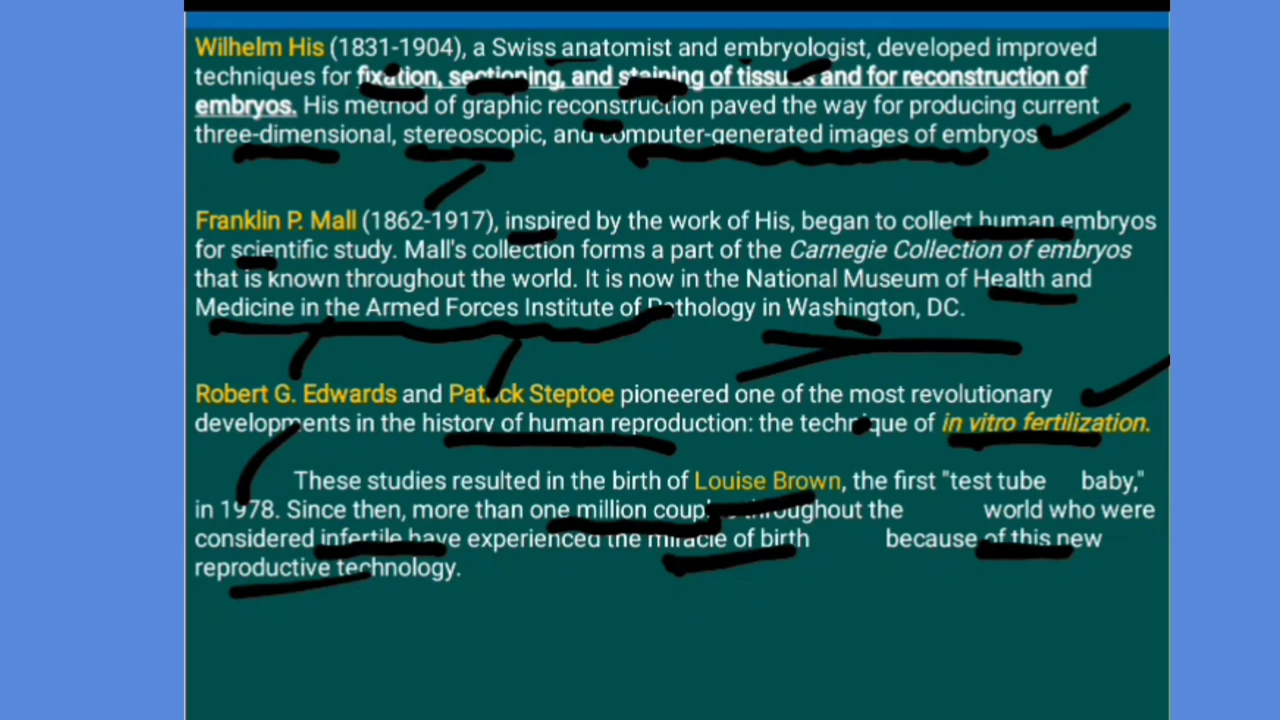 Wilhelm His (1831-1904), a Swiss anatomist and embryologist, developed improved
techniques for fixation, sectioning, and staining of tissues and for reconstruction of
embryos. His method of graphic reconstruction paved the way for producing current
three-dimensional, stereoscopic, and computer-generated images of embryos
Franklin P. Mall (1862-1917), inspired by the work of His, began to collect human embryos
for scientific study. Mall's collection forms a part of the Carnegie Collection of embryos
that is known throughout the world. It is now in the National Museum of Health and
Medicine in the Armed Forces Institute of Pathology in Washington, DC.
Robert G. Edwards and Patrick Steptoe pioneered one of the most revolutionary
developments in the history of human reproduction: the technique of in vitro fertilization.
These studies resulted in the birth of Louise Brown, the first "test tube baby,"
in 1978. Since then, more than one million couples throughout the world who were
considered infertile have experienced the miracle of birth because of this new
reproductive technology.